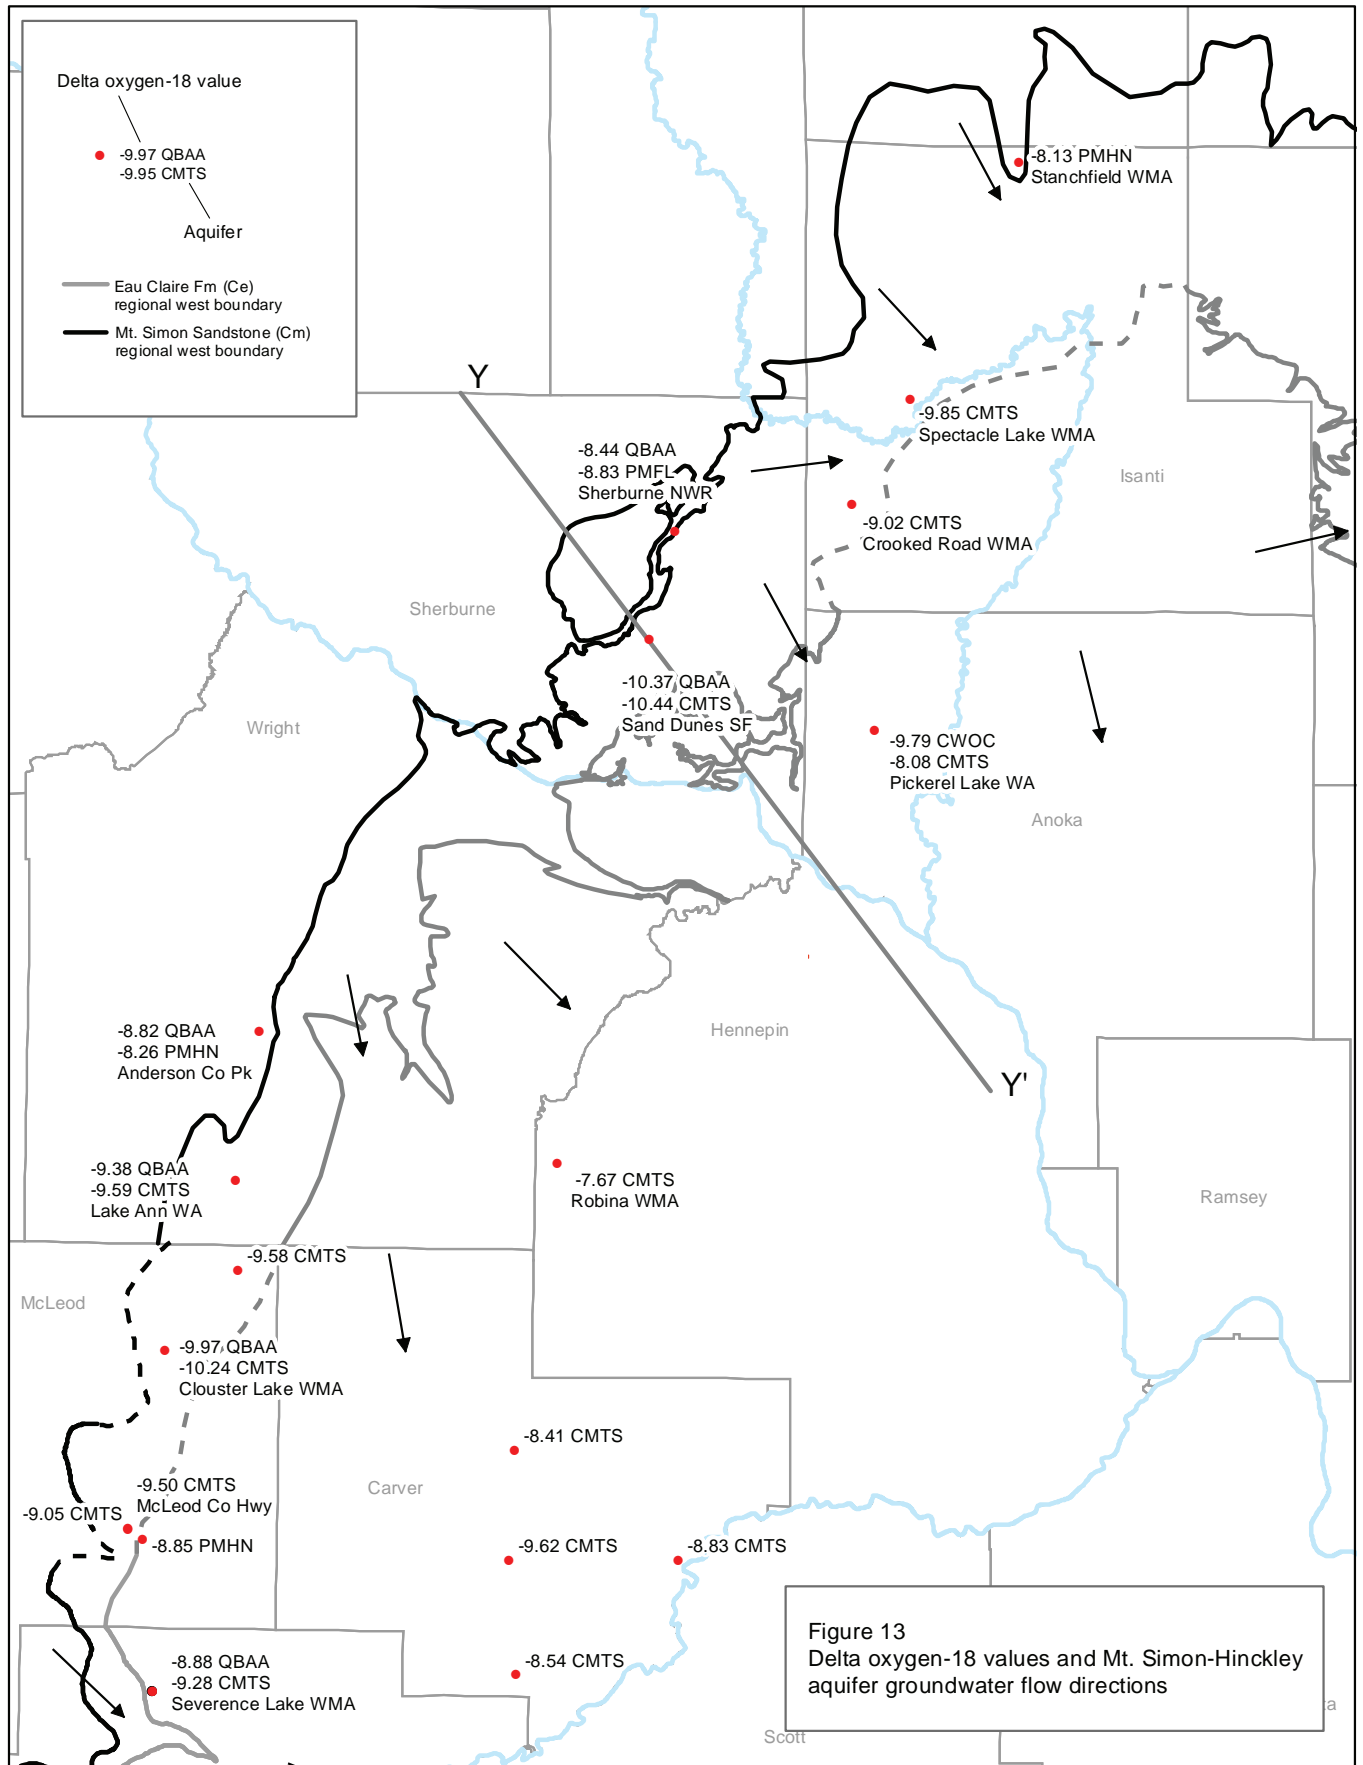 Delta oxygen-18 value
-9.97 QBAA
-9.95 CMTS
Aquifer
Eau Claire Fm (Ce)
regional west boundary
Mt. Simon Sandstone (Cm)
regional west boundary
-8.13 PMHN
Stanchfield WMA
Y
-9.85 CMTS
Spectacle Lake WMA
-8.44 QBAA
-8.83 PMFL
Sherburne NWR
Isanti
-9.02 CMTS
Crooked Road WMA
Sherburne
-10.37 QBAA
-10.44 CMTS
Sand Dunes SF
Wright
-9.79 CWOC
-8.08 CMTS
Pickerel Lake WA
Anoka
-8.82 QBAA
-8.26 PMHN
Anderson Co Pk
Hennepin
Y'
-9.38 QBAA
-9.59 CMTS
Lake Ann WA
-7.67 CMTS
Robina WMA
Ramsey
-9.58 CMTS
McLeod
-9.97 QBAA
-10.24 CMTS
Clouster Lake WMA
-8.41 CMTS
Carver
-9.50 CMTS
McLeod Co Hwy
-9.05 CMTS
-8.85 PMHN
-9.62 CMTS
-8.83 CMTS
-8.88 QBAA
-9.28 CMTS
Severence Lake WMA
-8.54 CMTS
Figure 13
Delta oxygen-18 values and Mt. Simon-Hinckley
aquifer groundwater flow directions
Scott